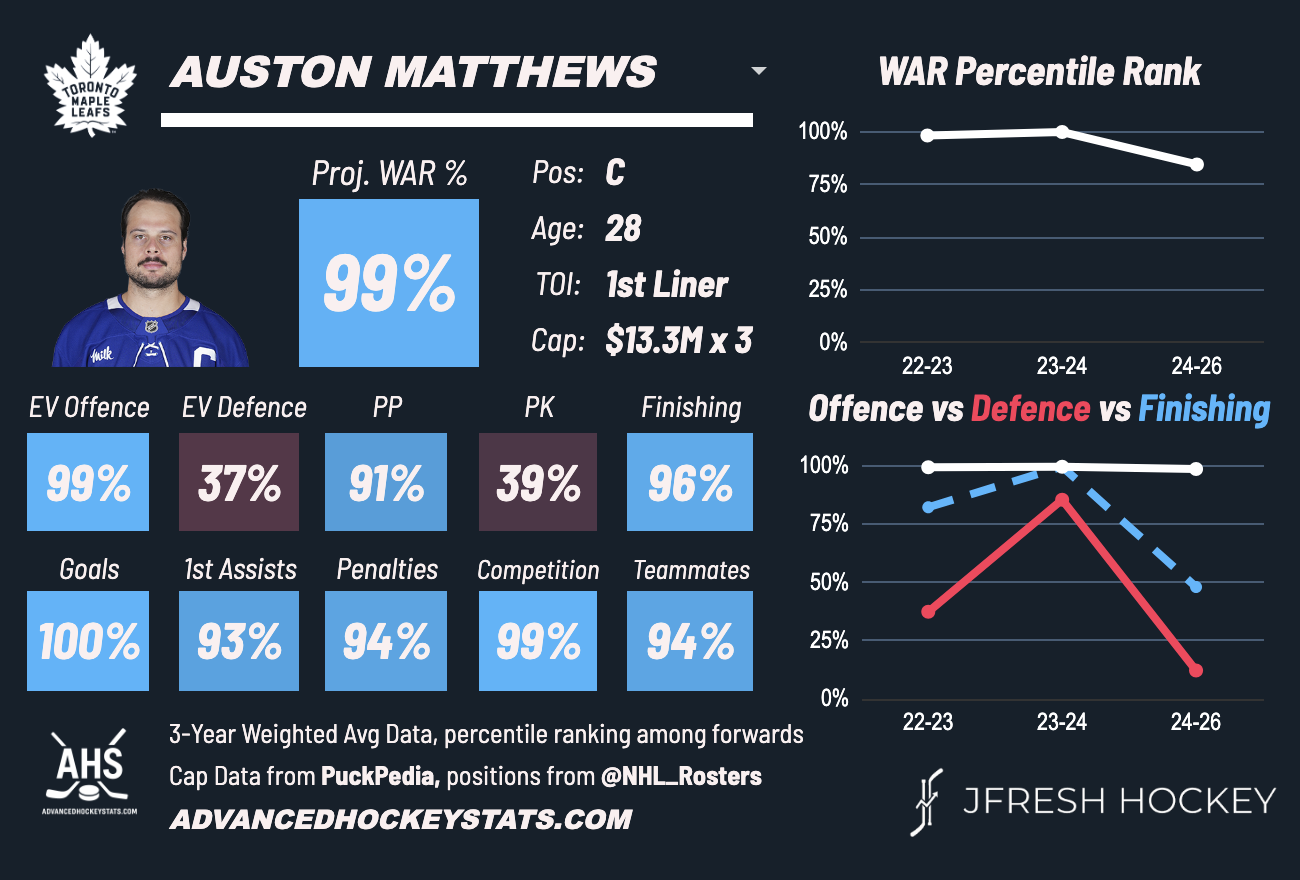 TORONTO
MAPLE
LEAFS
AUSTON MATTHEWS
Proj. WAR %
99%
Pos: C
Age: 28
TOI: 1st Liner
Cap: $13.3M x 3
milk
C
EV Offence EV Defence PP PK Finishing
99% 37% 91% 39% 96%
Goals 1st Assists Penalties Competition Teammates
100% 93% 94% 99% 94%
WAR Percentile Rank
100%
75%
50%
25%
0%
22-23 23-24 24-26
Offence vs Defence vs Finishing
100%
75%
50%
25%
0%
22-23 23-24 24-26
AHS
ADVANCEDHOCKEYSTATS.COM
3-Year Weighted Avg Data, percentile ranking among forwards
Cap Data from PuckPedia, positions from @NHL_Rosters
ADVANCEDHOCKEYSTATS.COM
JFRESH HOCKEY